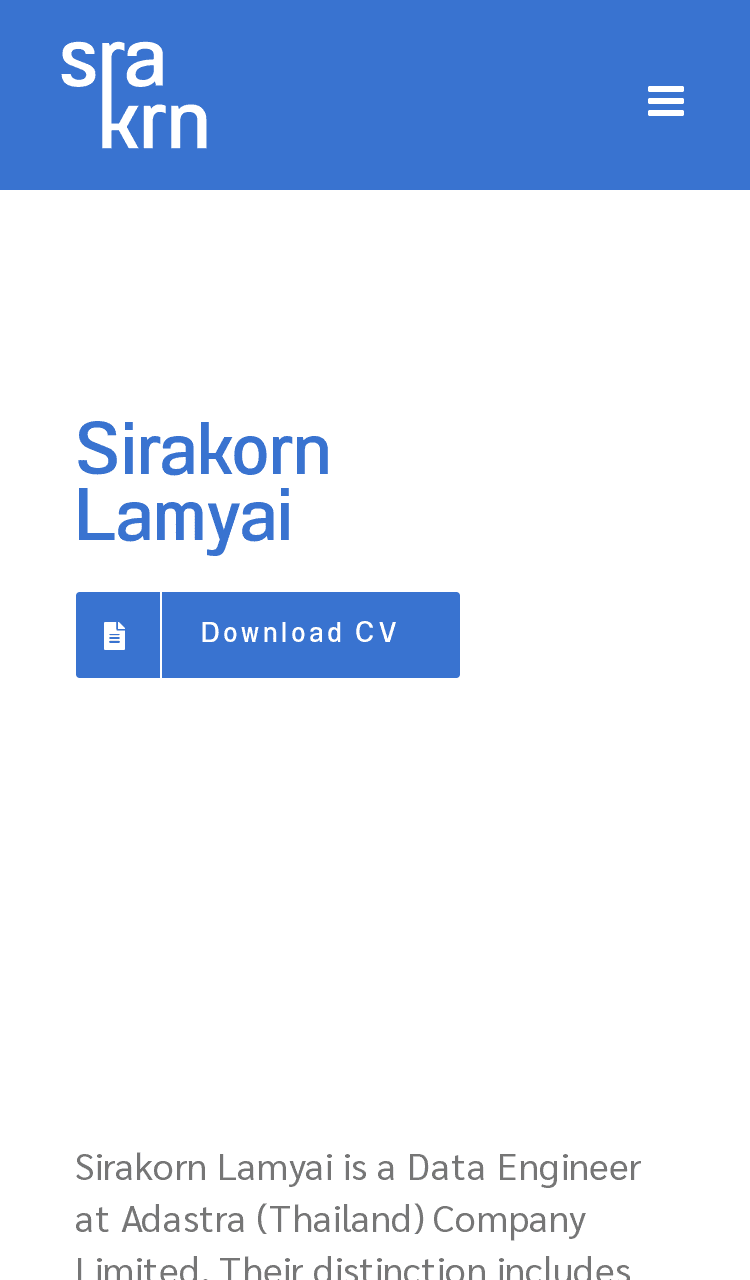 sra
krn
Sirakorn
Lamyai
Download CV
Sirakorn Lamyai is a Data Engineer
at Adastra (Thailand) Company
Limited. Their distinction includes